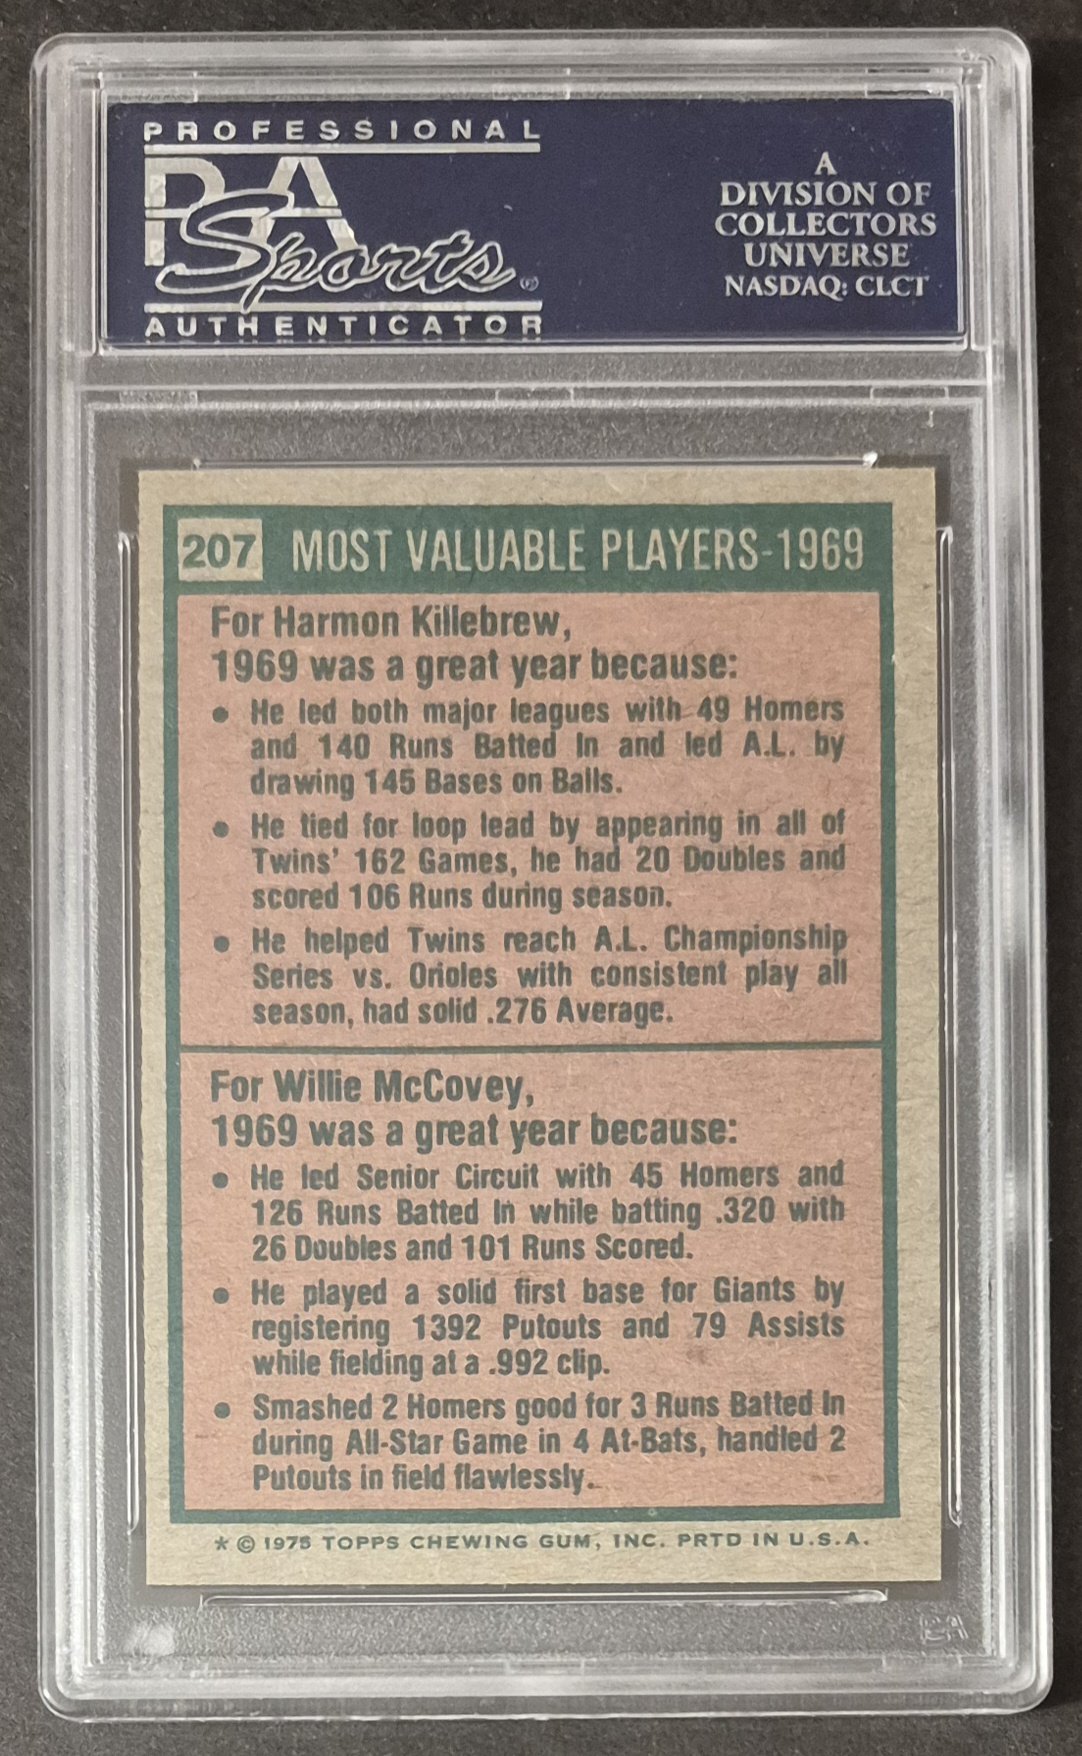 PROFESSIONAL
PSA
Sports
AUTHENTICATOR
A
DIVISION OF
COLLECTORS
UNIVERSE
NASDAQ: CLCT
207 MOST VALUABLE PLAYERS-1969
For Harmon Killebrew,
1969 was a great year because:
• He led both major leagues with 49 Homers
and 140 Runs Batted In and led A.L. by
drawing 145 Bases on Balls.
• He tied for loop lead by appearing in all of
Twins' 162 Games, he had 20 Doubles and
scored 106 Runs during season.
• He helped Twins reach A.L. Championship
Series vs. Orioles with consistent play all
season, had solid .276 Average.
For Willie McCovey,
1969 was a great year because:
• He led Senior Circuit with 45 Homers and
126 Runs Batted In while batting .320 with
26 Doubles and 101 Runs Scored.
• He played a solid first base for Giants by
registering 1392 Putouts and 79 Assists
while fielding at a .992 clip.
• Smashed 2 Homers good for 3 Runs Batted In
during All-Star Game in 4 At-Bats, handled 2
Putouts in field flawlessly.
* © 1975 TOPPS CHEWING GUM, INC. PRTD IN U.S.A.